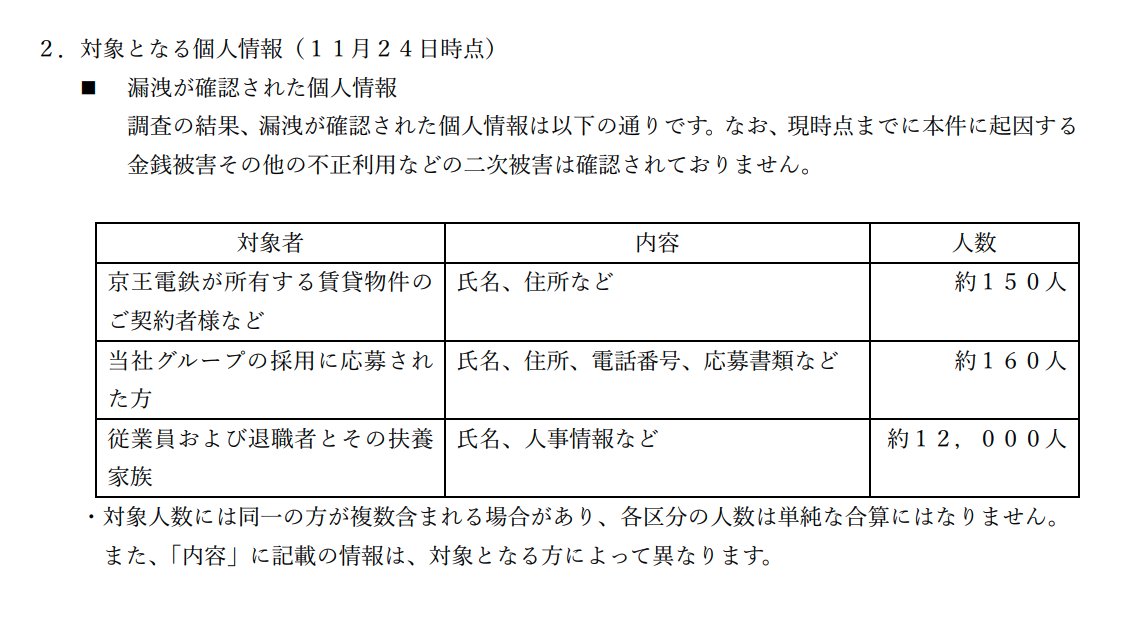 ２．対象となる個人情報（１１月２４日時点）
■ 漏洩が確認された個人情報
調査の結果、漏洩が確認された個人情報は以下の通りです。なお、現時点までに本件に起因する
金銭被害その他の不正利用などの二次被害は確認されておりません。
対象者 内容 人数
京王電鉄が所有する賃貸物件の 氏名、住所など 約１５０人
ご契約者様など
当社グループの採用に応募され 氏名、住所、電話番号、応募書類など 約１６０人
た方
従業員および退職者とその扶養 氏名、人事情報など 約１２，０００人
家族
・対象人数には同一の方が複数含まれる場合があり、各区分の人数は単純な合算にはなりません。
また、「内容」に記載の情報は、対象となる方によって異なります。